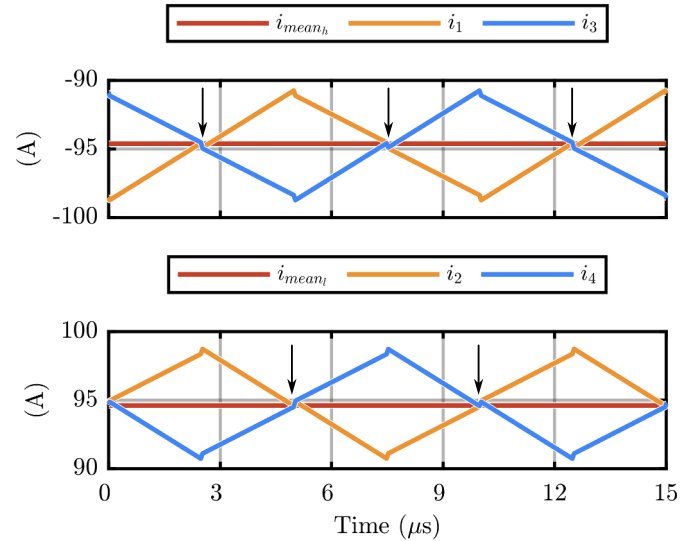 i_{mean_h} i_1 i_3
-90
-95
-100
(A)
i_{mean_l} i_2 i_4
100
95
90
(A)
0 3 6 9 12 15
Time (μs)